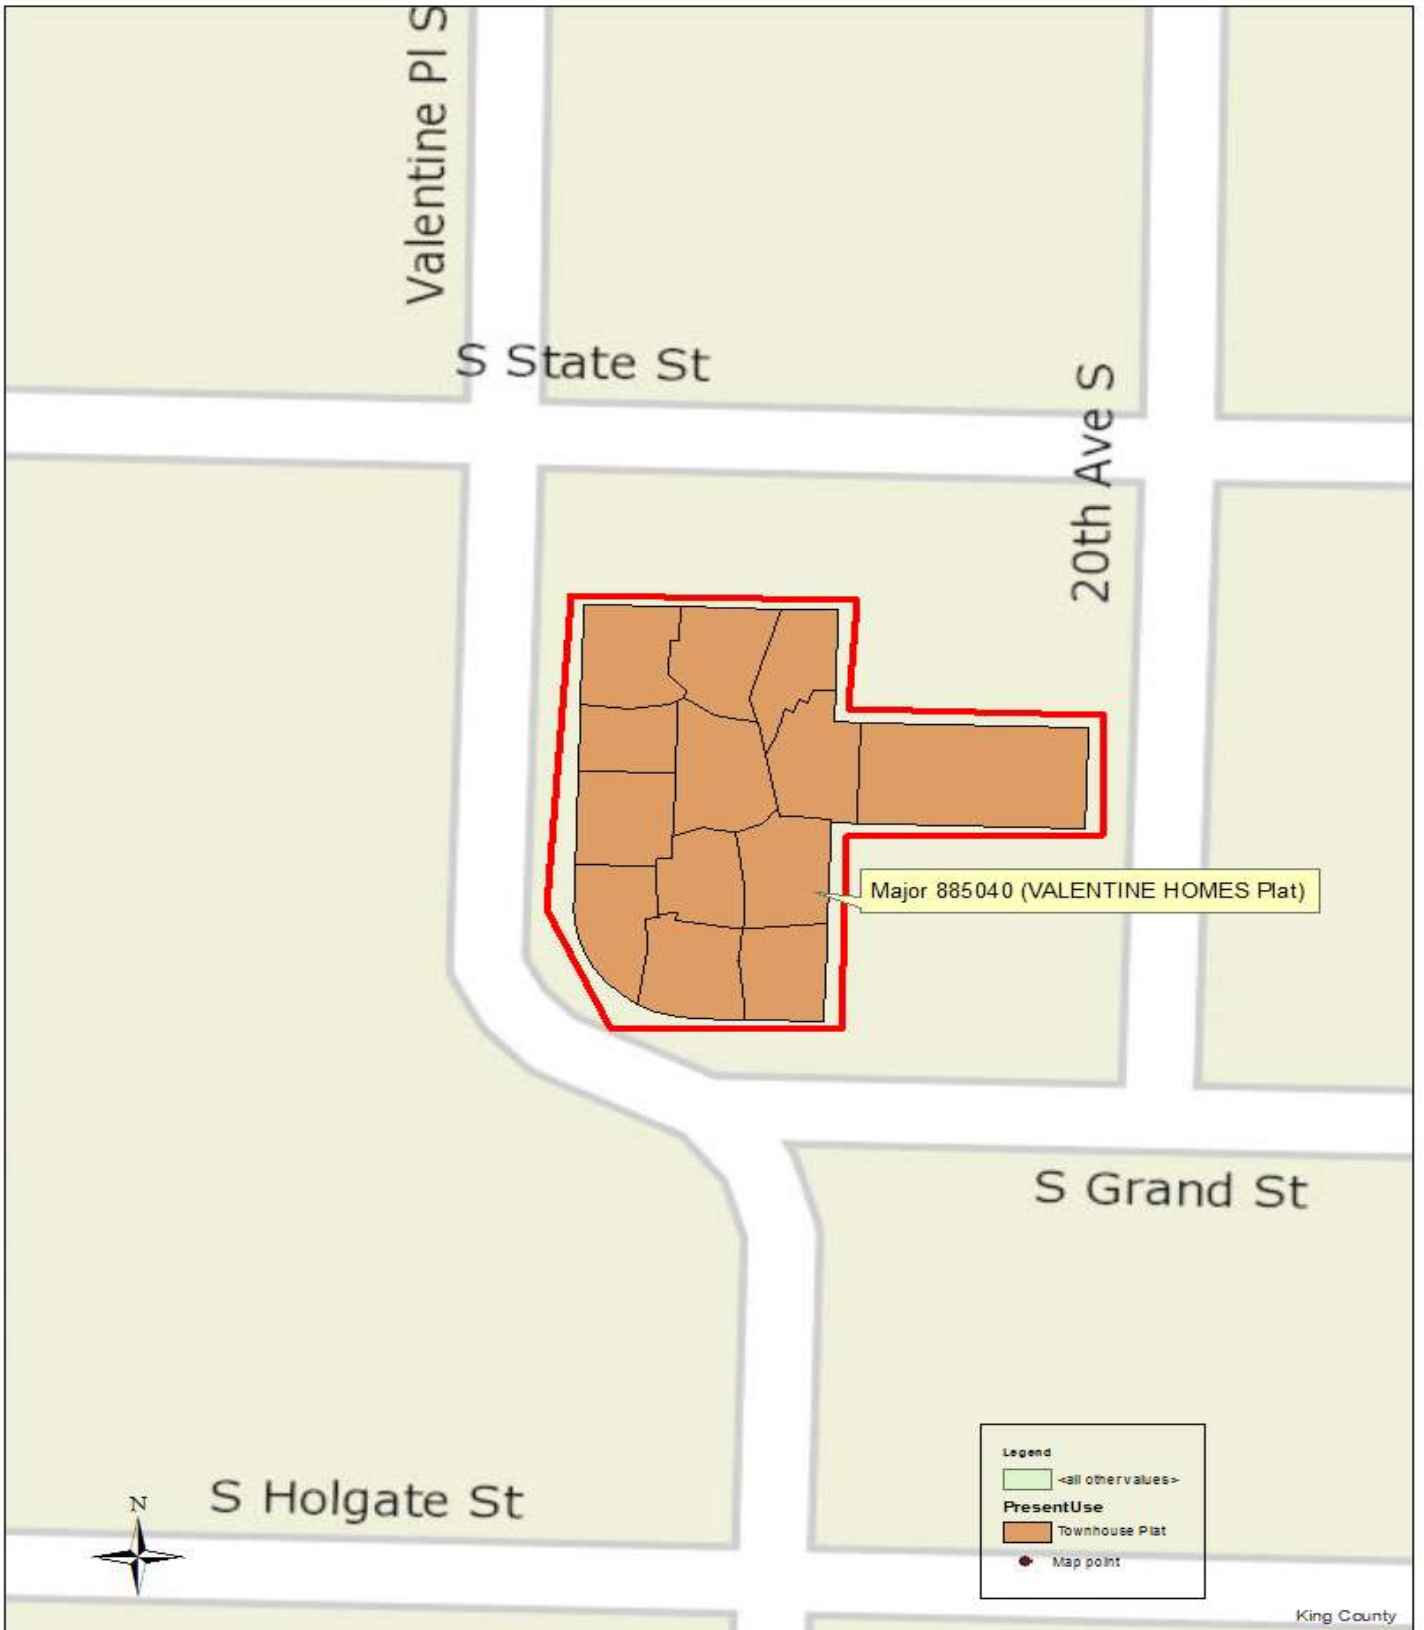 Valentine Pl S
S State St
20th Ave S
Major 885040 (VALENTINE HOMES Plat)
S Grand St
S Holgate St
N
Legend
<all other values>
PresentUse
Townhouse Plat
Map point
King County